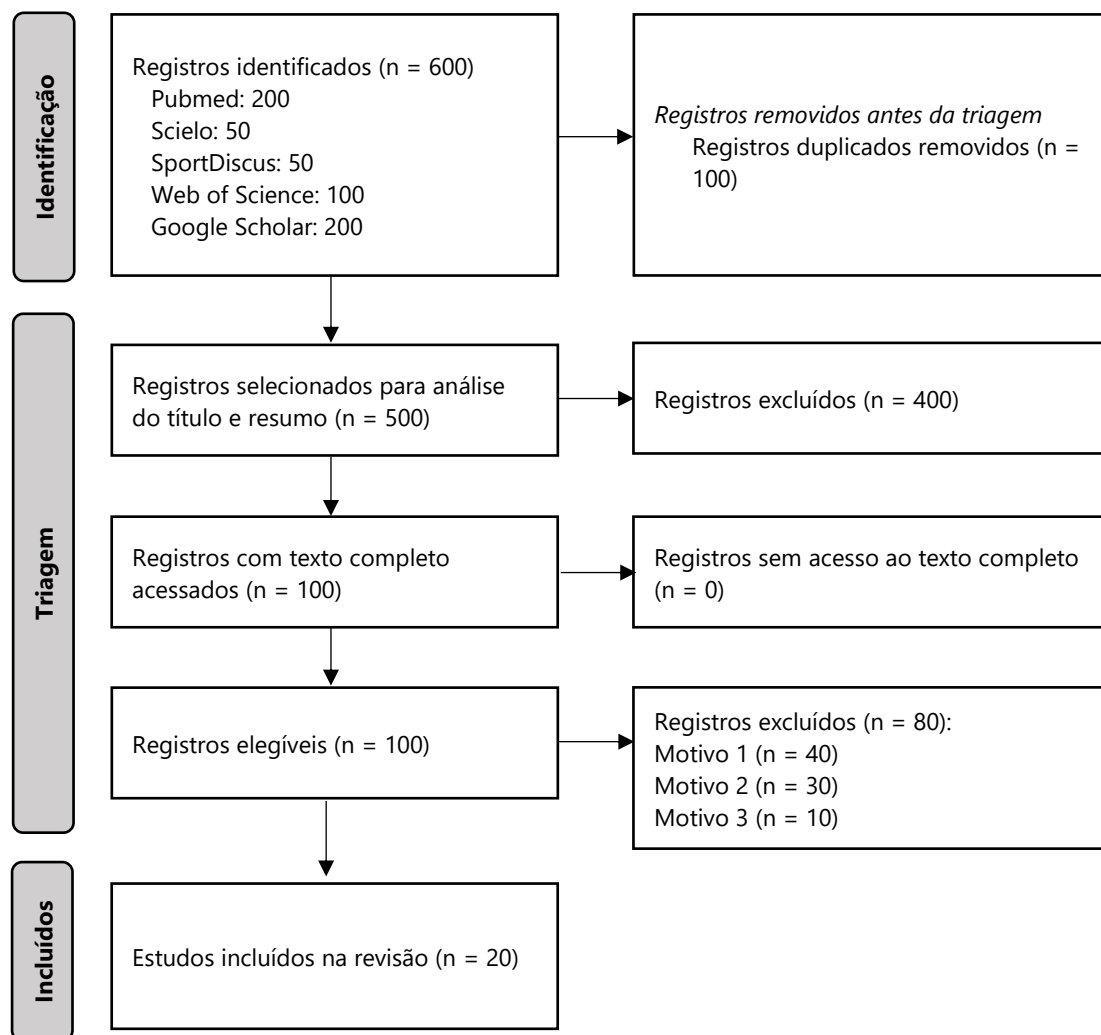 Identificação
Registros identificados (n = 600)
Pubmed: 200
Scielo: 50
SportDiscus: 50
Web of Science: 100
Google Scholar: 200
Registros removidos antes da triagem
Registros duplicados removidos (n =
100)
Triagem
Registros selecionados para análise
do título e resumo (n = 500)
Registros excluídos (n = 400)
Registros com texto completo
acessados (n = 100)
Registros sem acesso ao texto completo
(n = 0)
Registros elegíveis (n = 100)
Registros excluídos (n = 80):
Motivo 1 (n = 40)
Motivo 2 (n = 30)
Motivo 3 (n = 10)
Incluídos
Estudos incluídos na revisão (n = 20)